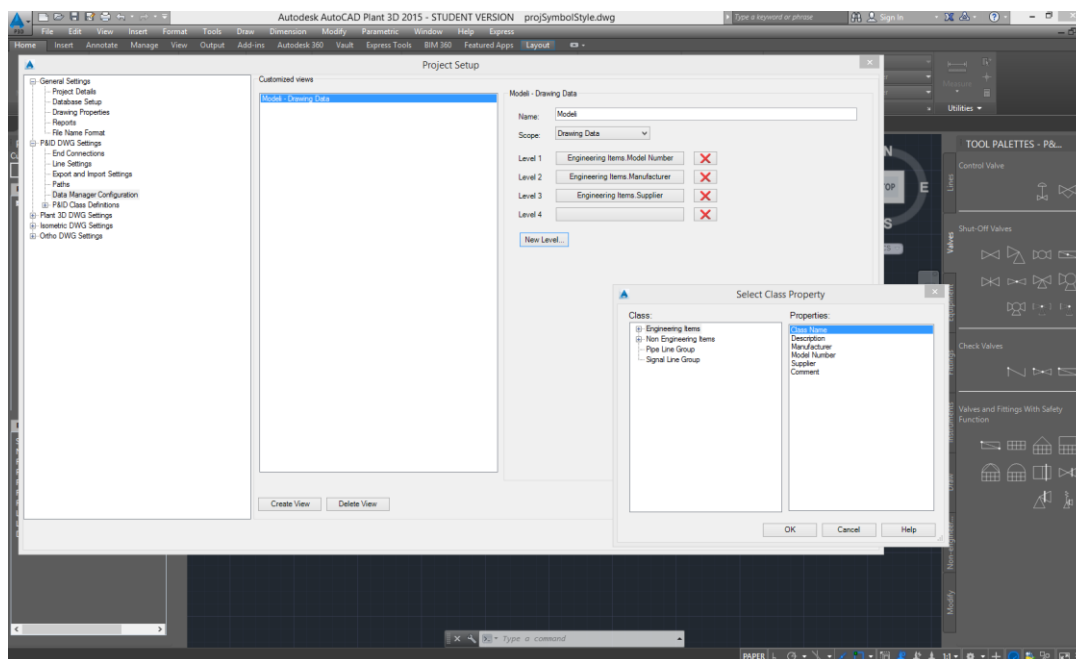 Autodesk AutoCAD Plant 3D 2015 - STUDENT VERSION projSymbolStyle.dwg
Type a keyword or phrase
Sign In
File Edit View Insert Format Tools Draw Dimension Modify Parametric Window Help Express
Home Insert Annotate Manage View Output Add-ins Autodesk 360 Vault Express Tools BIM 360 Featured Apps Layout
Project Setup
General Settings
Project Details
Database Setup
Drawing Properties
Reports
File Name Format
P&ID DWG Settings
End Connections
Line Settings
Export and Import Settings
Paths
Data Manager Configuration
P&ID Class Definitions
Plant 3D DWG Settings
Isometric DWG Settings
Ortho DWG Settings
Customized views
Modeli - Drawing Data
Create View Delete View
Modeli - Drawing Data
Name: Modeli
Scope: Drawing Data
Level 1 Engineering Items.Model Number
Level 2 Engineering Items.Manufacturer
Level 3 Engineering Items.Supplier
Level 4
New Level...
Select Class Property
Class:
Engineering Items
Non Engineering Items
Pipe Line Group
Signal Line Group
Properties:
Class Name
Description
Manufacturer
Model Number
Supplier
Comment
OK Cancel Help
Measure
Utilities
N
OP
E
S
TOOL PALETTES - P&...
Lines
Valves
Modify
Control Valve
Shut-Off Valves
Check Valves
Valves and Fittings With Safety
Function
Type a command
PAPER
1:1